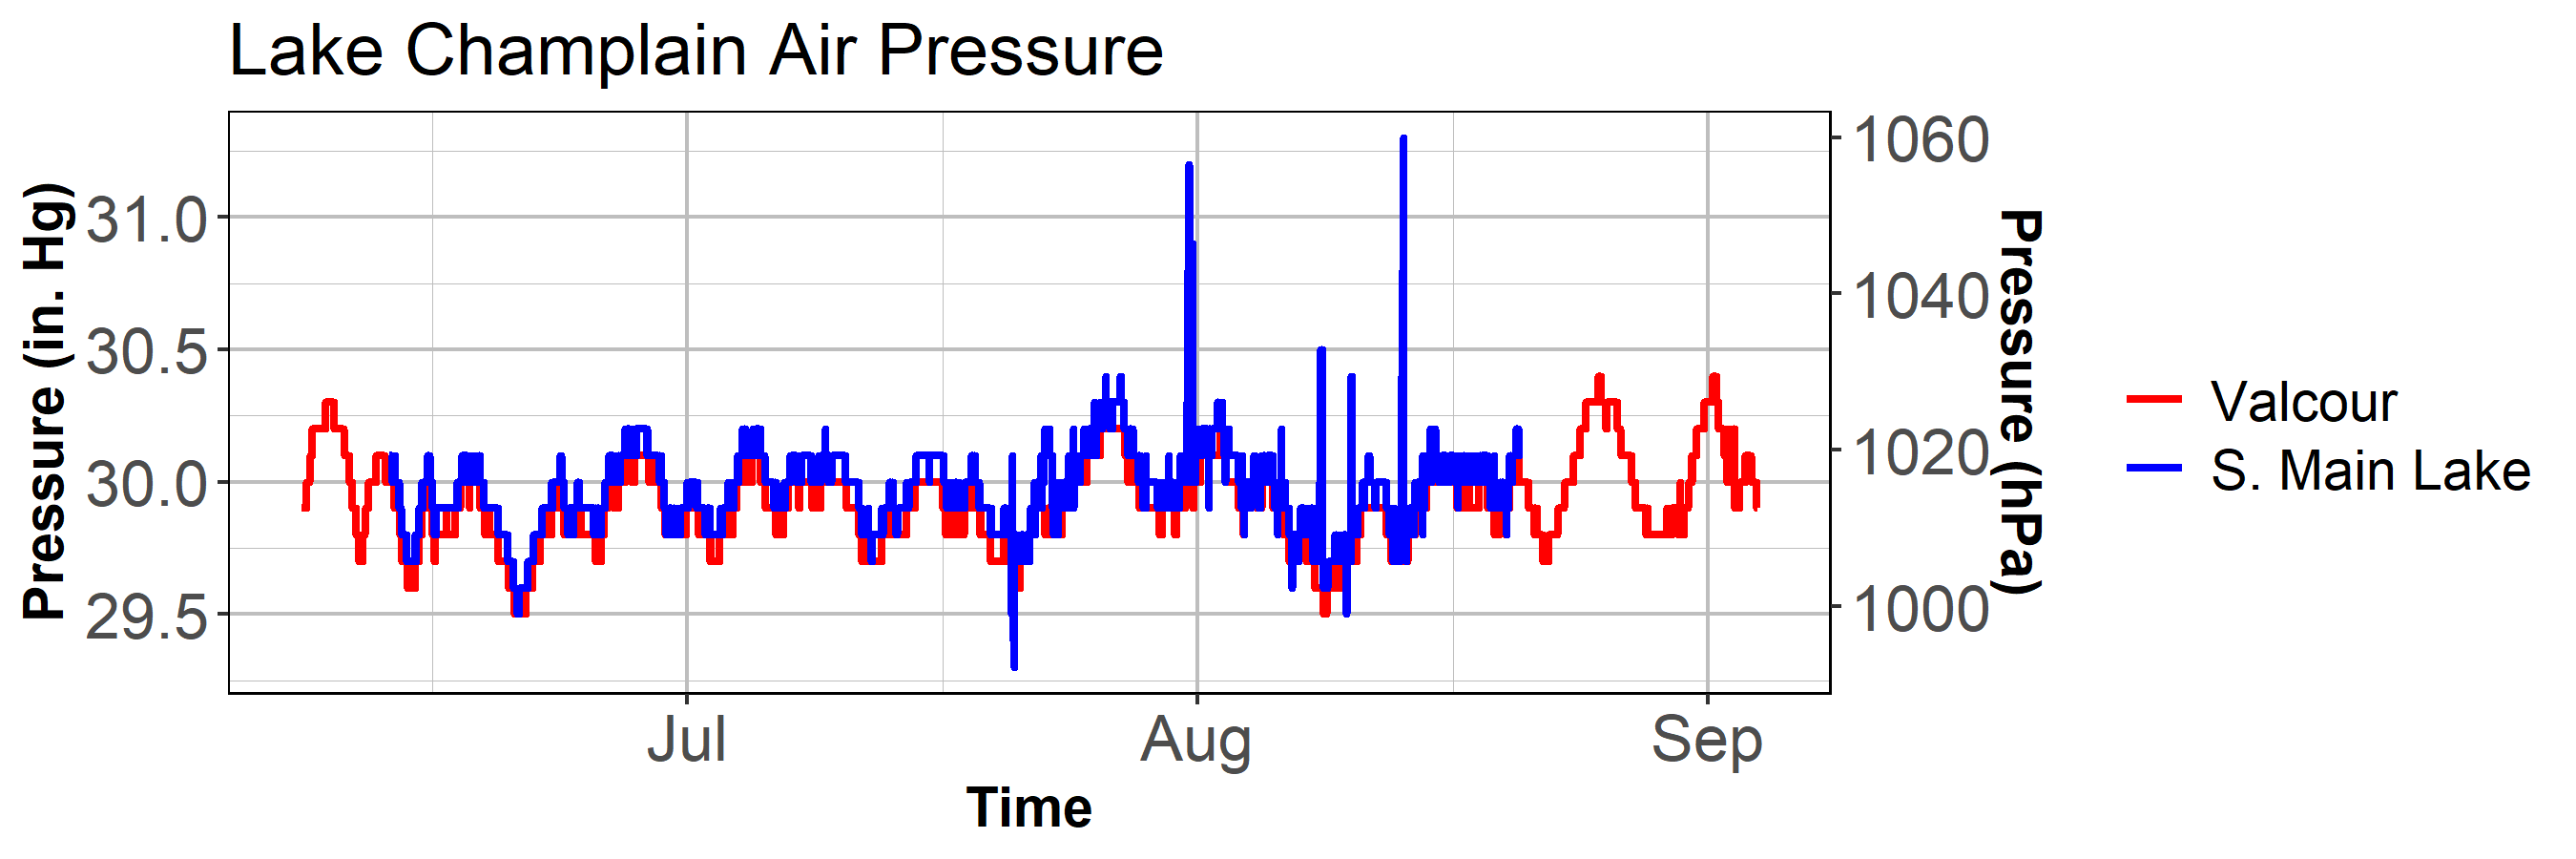 Lake Champlain Air Pressure
Pressure (in. Hg)
31.0
30.5
30.0
29.5
1060
1040
1020
1000
Pressure (hPa)
Jul
Aug
Sep
Time
Valcour
S. Main Lake